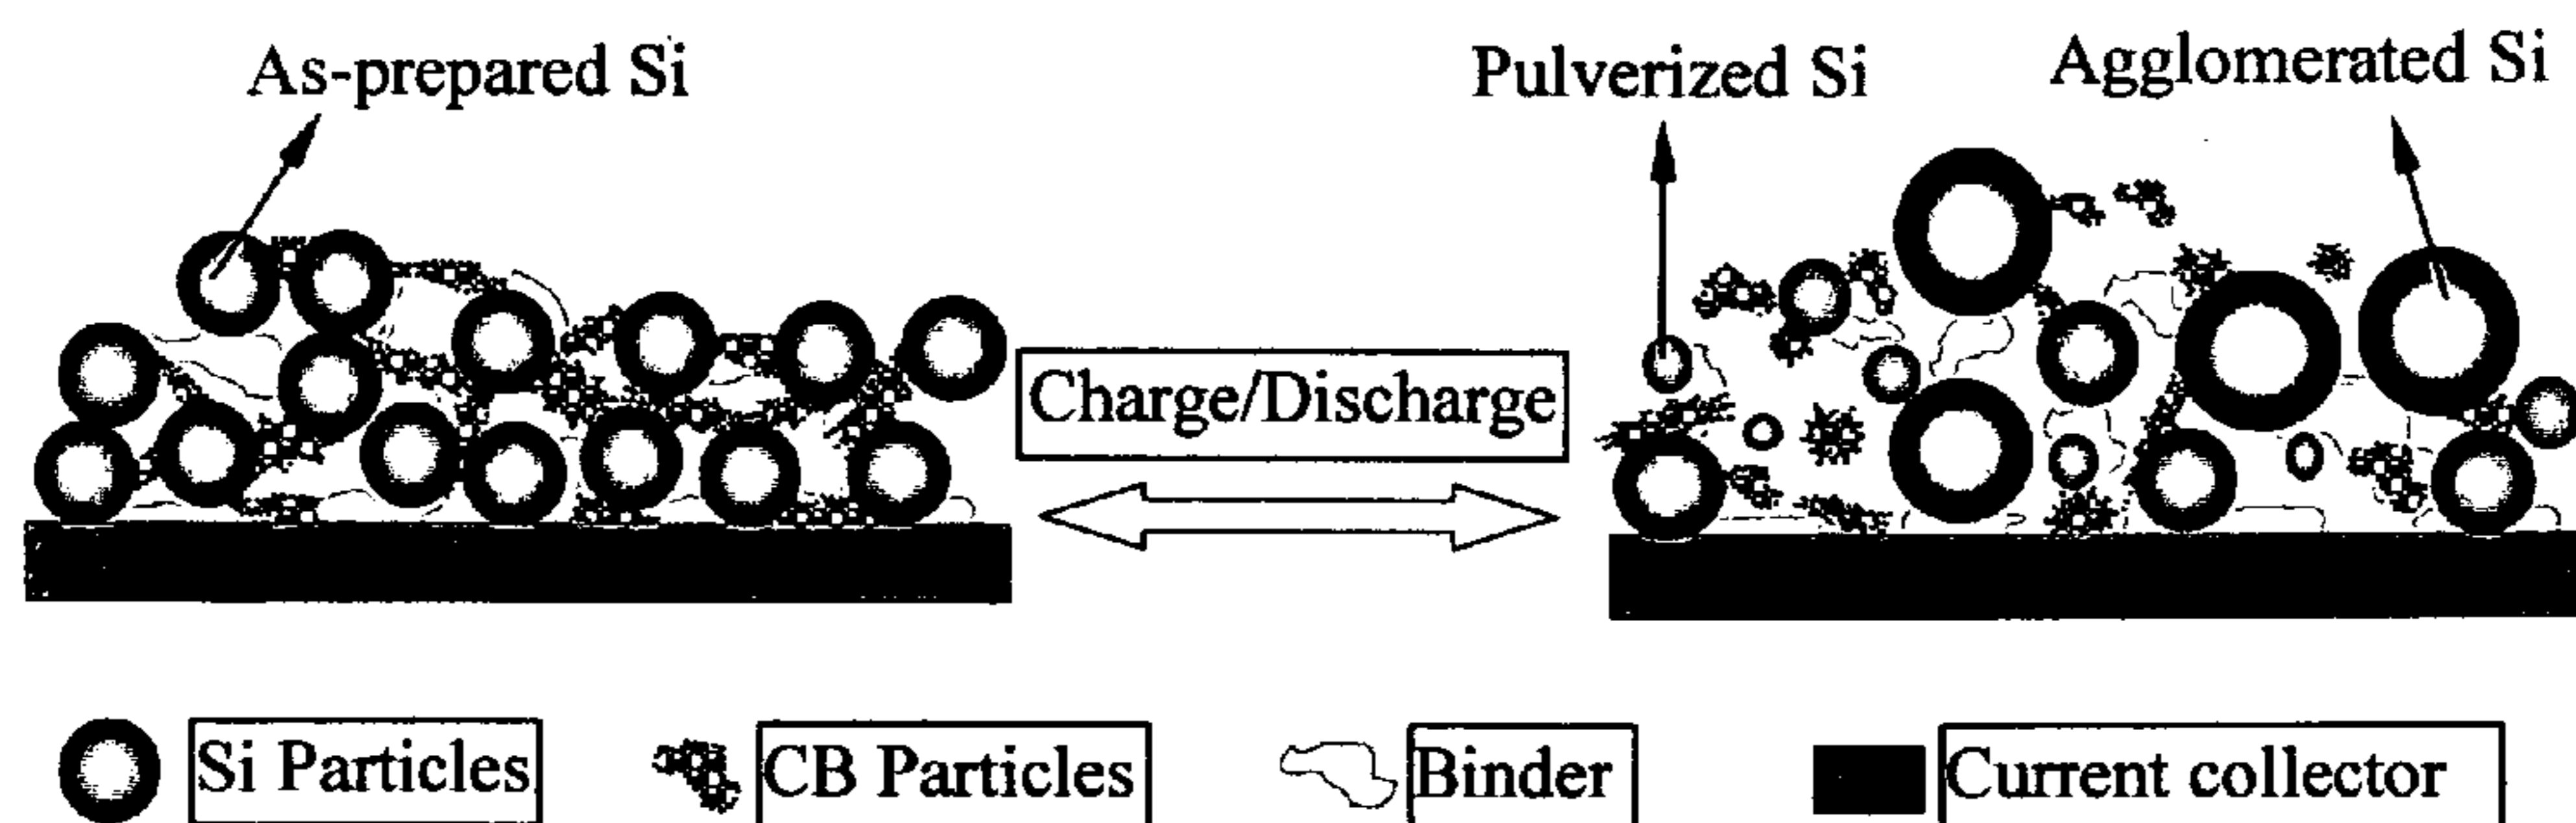 As-prepared Si
Pulverized Si
Agglomerated Si
Charge/Discharge
Si Particles
CB Particles
Binder
Current collector